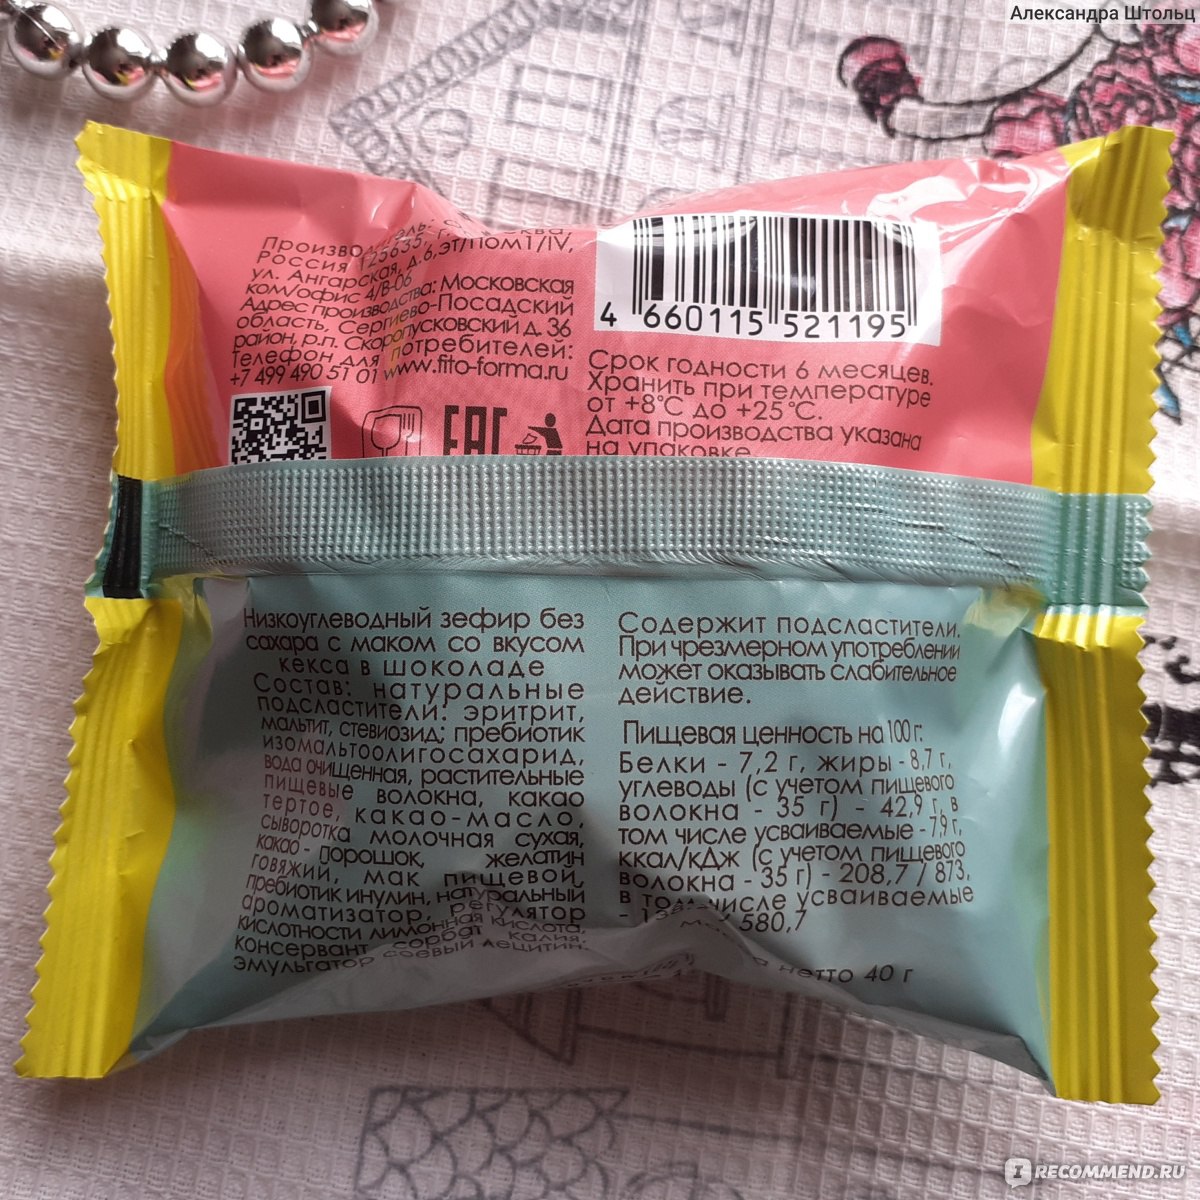 Александра Штольц
Россия 125635,
эт/пом1/IV,
ул. Ангарская, д.6,
ком/офис 4/В-06
Адрес производства: Московская
область, Сергиево-Посадский
район, р.п. Скоропусковский д. 36
Телефон для потребителей:
+7 499 490 51 01 www.fito-forma.ru
4 660115 521195
Срок годности 6 месяцев.
Хранить при температуре
от +8°С до +25°С.
Дата производства указана
на упаковке
ЕАС
Низкоуглеводный зефир без
сахара с маком со вкусом
кекса в шоколаде
Состав: натуральные
подсластители: эритрит,
мальтит, стевиозид; пребиотик
изомальтоолигосахарид,
вода очищенная, растительные
пищевые волокна, какао
тертое, какао-масло,
сыворотка молочная сухая,
какао-порошок, желатин
говяжий, мак пищевой,
пребиотик инулин, натуральный
ароматизатор, регулятор
кислотности лимонная кислота,
консервант сорбат калия,
эмульгатор соевый лецитин.
Содержит подсластители.
При чрезмерном употреблении
может оказывать слабительное
действие.
Пищевая ценность на 100 г:
Белки - 7,2 г, жиры - 8,7 г,
углеводы (с учетом пищевого
волокна - 35 г) - 42,9 г, в
том числе усваиваемые - 7,9 г,
ккал/кДж (с учетом пищевого
волокна - 35 г) - 208,7 / 873,
в том числе усваиваемые
580,7
нетто 40 г
IRECOMMEND.RU